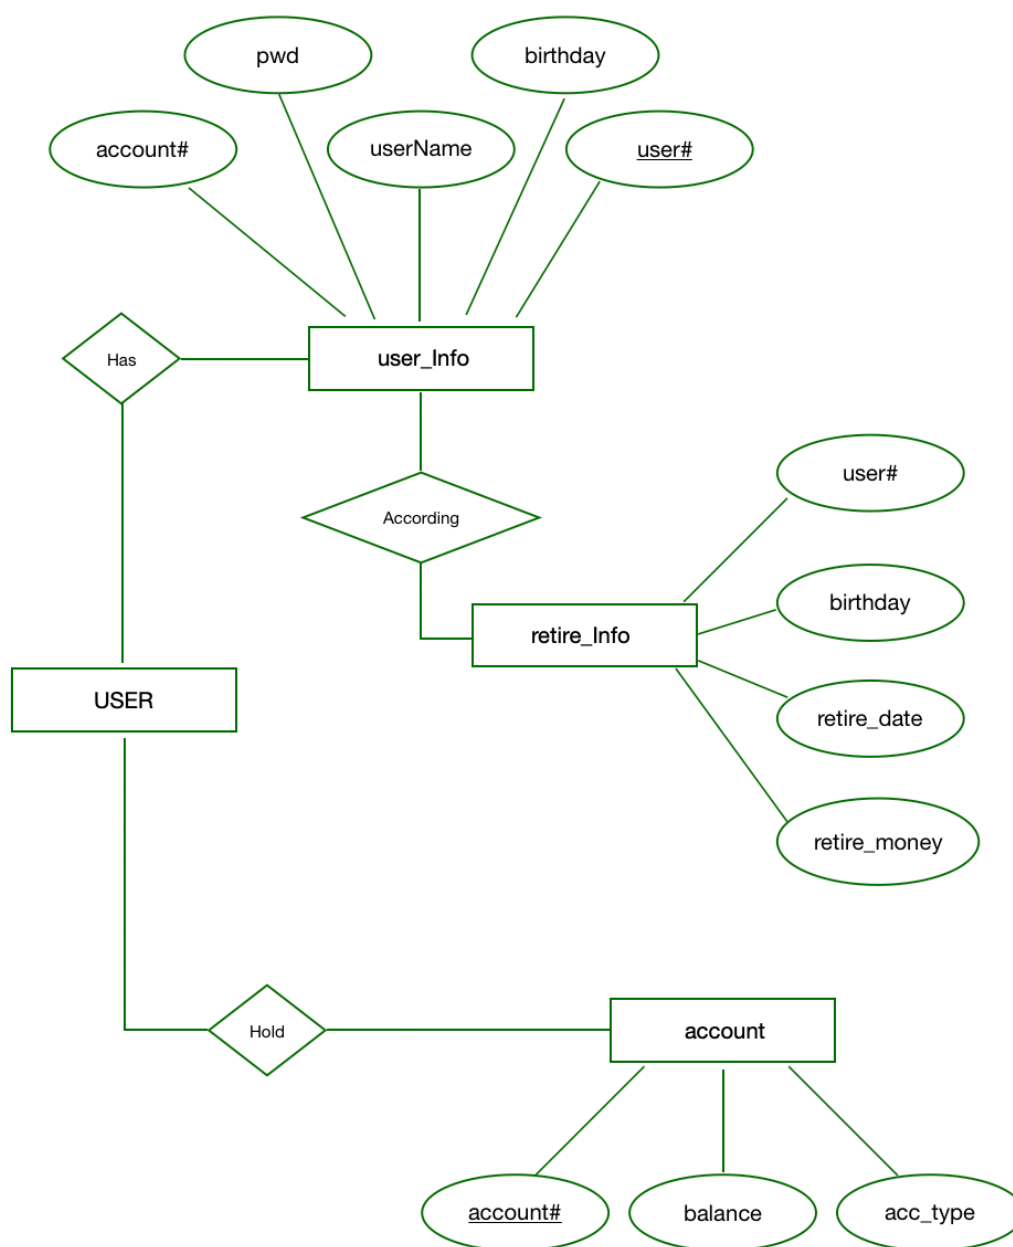 pwd
birthday
account#
userName
user#
Has
user_Info
According
user#
birthday
retire_Info
USER
retire_date
retire_money
Hold
account
account#
balance
acc_type